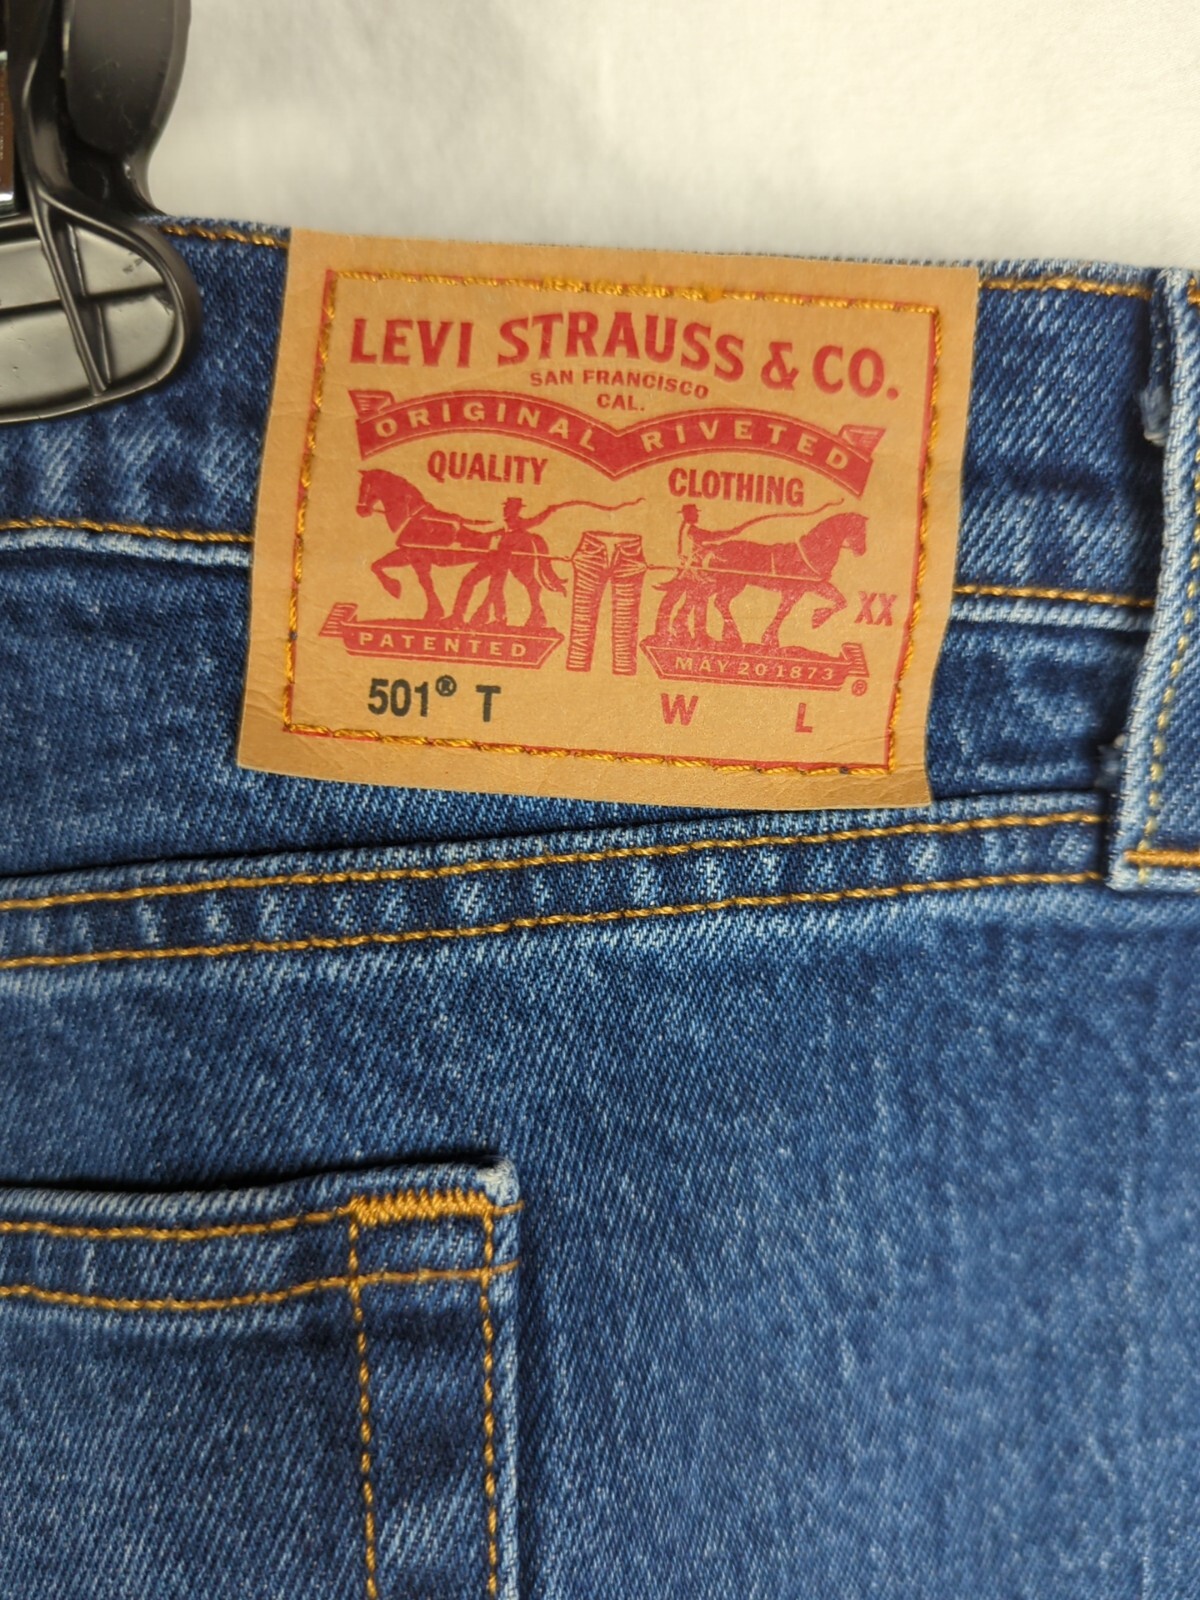 LEVI STRAUSS & CO.
SAN FRANCISCO
CAL.
ORIGINAL RIVETED
QUALITY CLOTHING
XX
PATENTED MAY 20 1873 ®
501® T W L